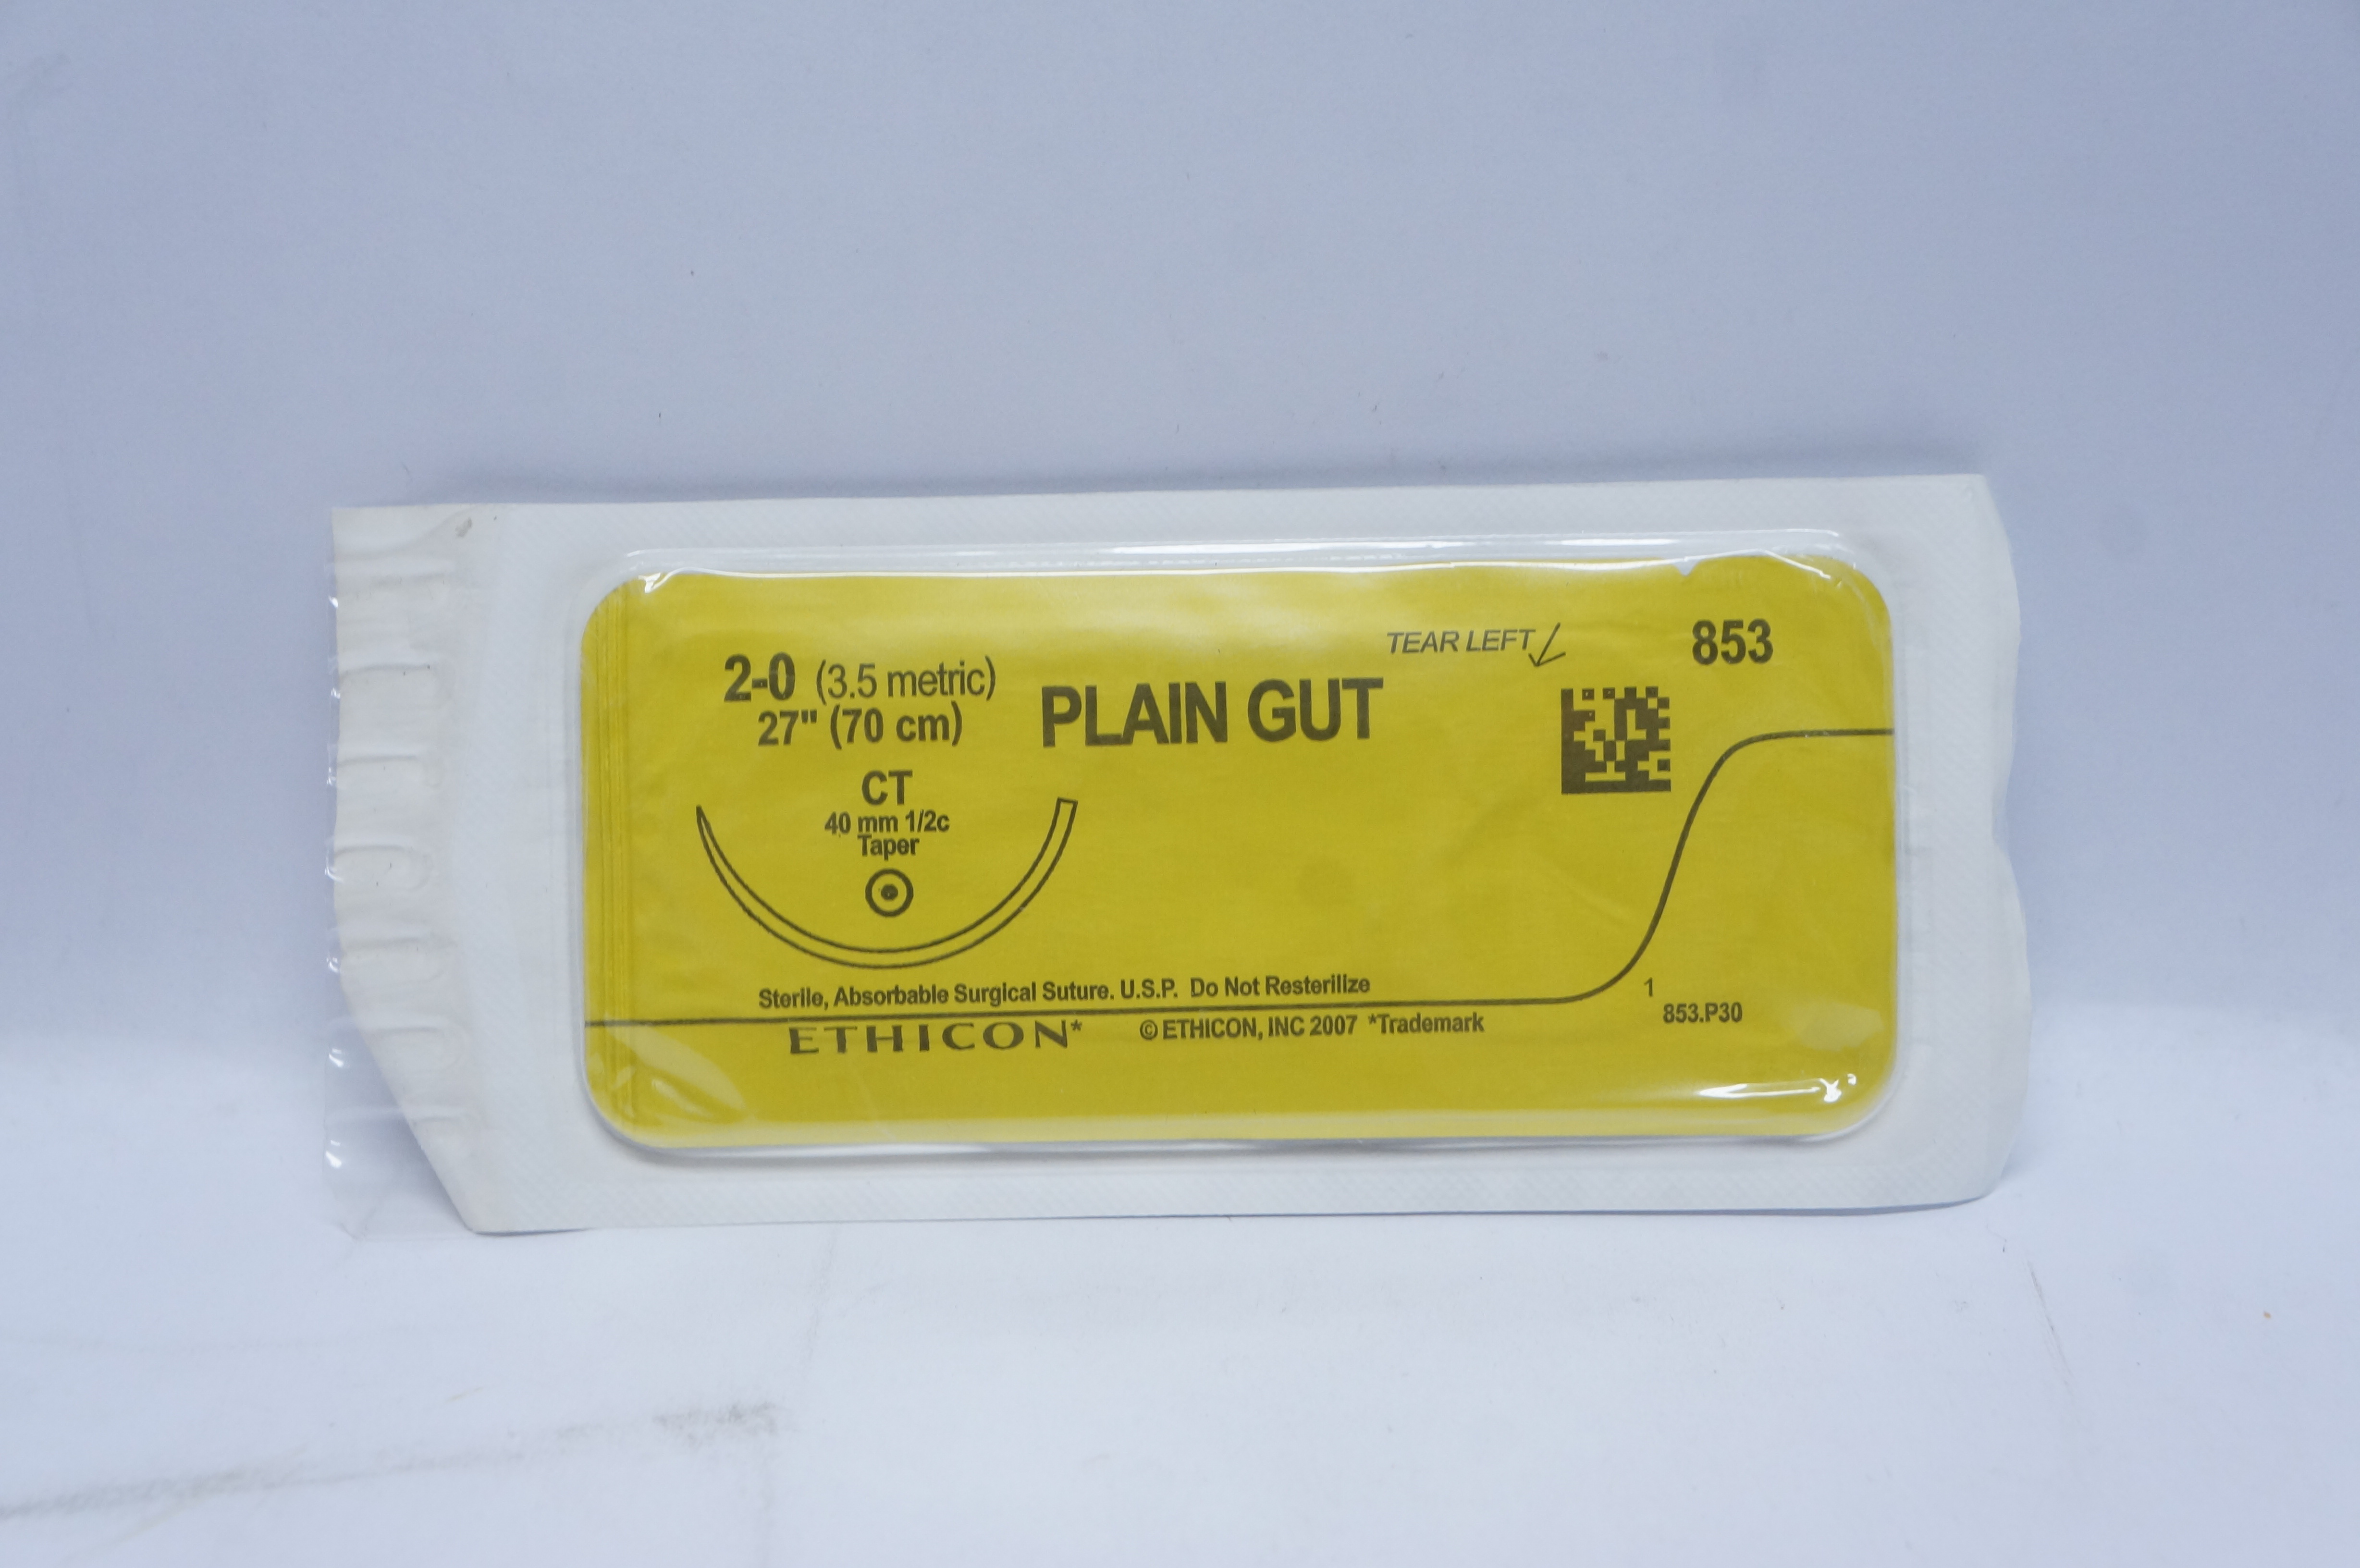 TEAR LEFT
853
2-0 (3.5 metric)
27" (70 cm)
PLAIN GUT
CT
40 mm 1/2c
Taper
Sterile, Absorbable Surgical Suture. U.S.P. Do Not Resterilize
1
853.P30
ETHICON* © ETHICON, INC 2007 *Trademark